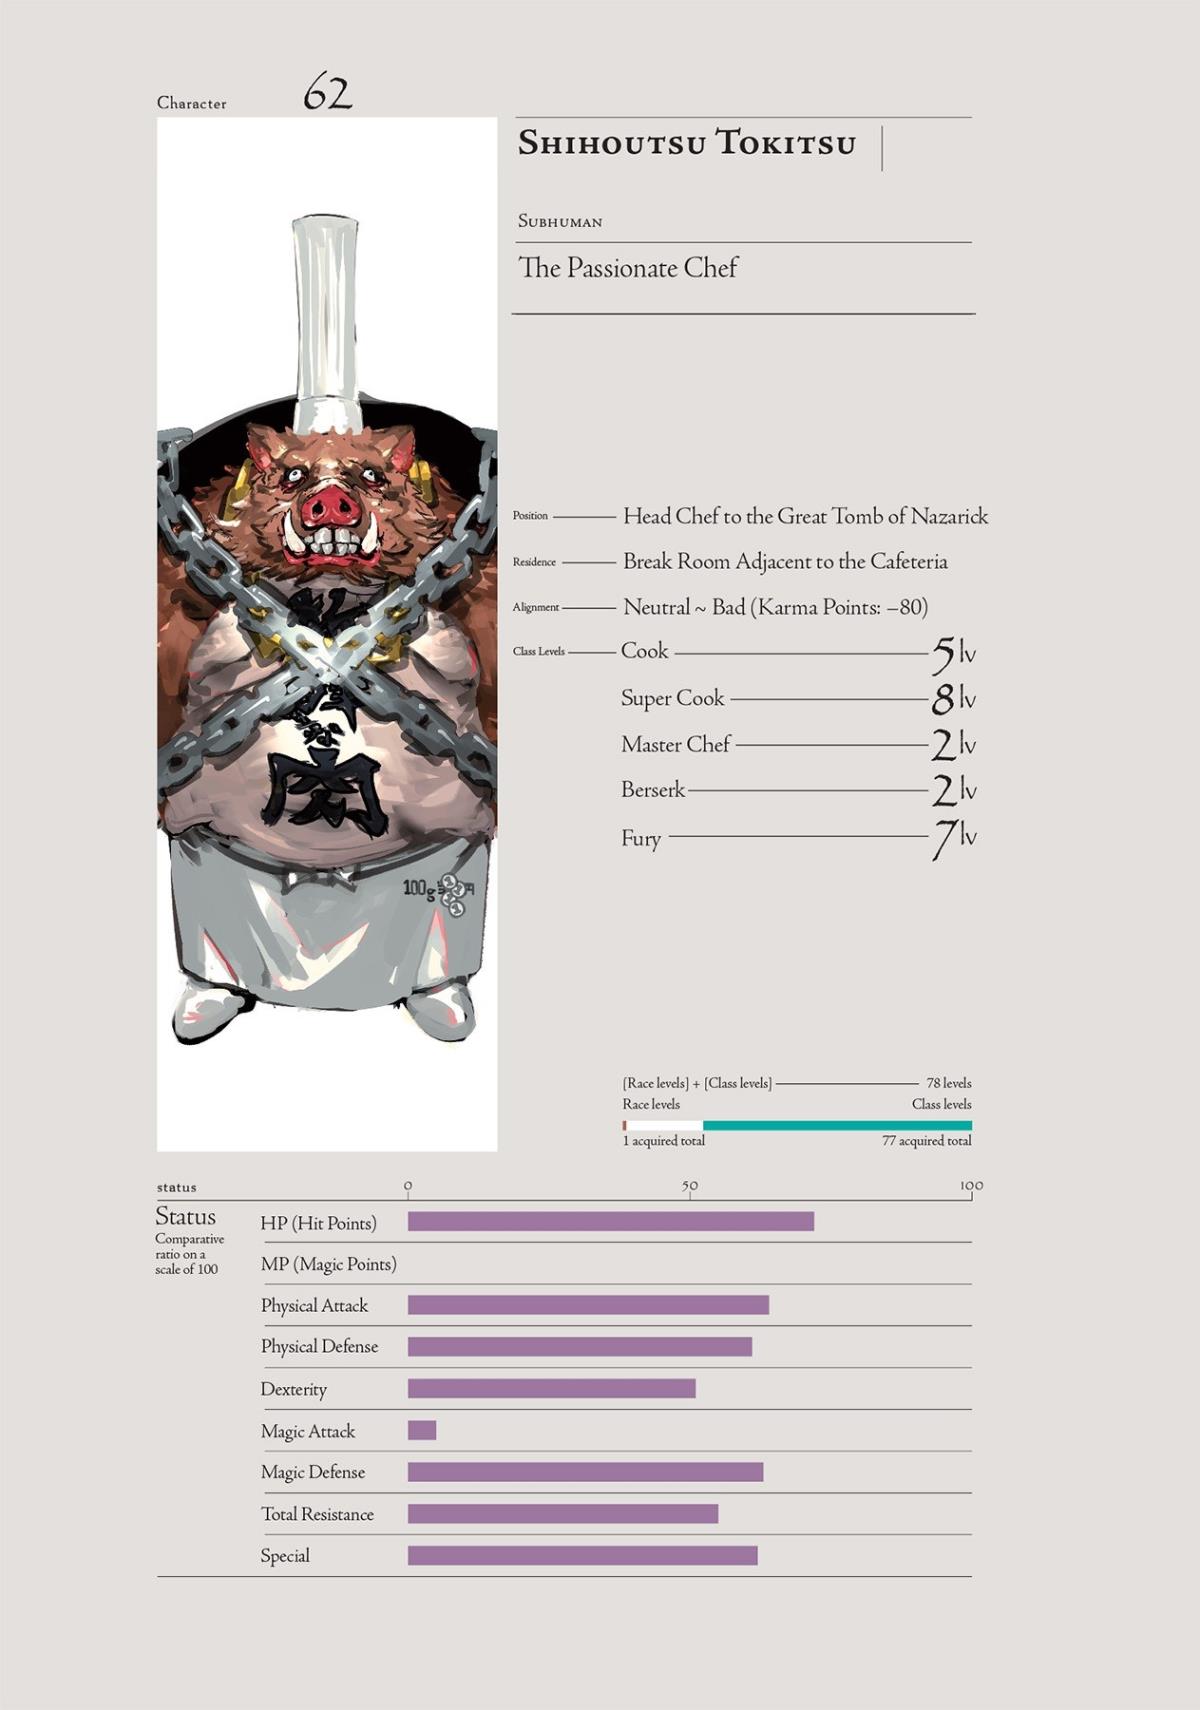 Character 62
SHIHOUTSU TOKITSU
SUBHUMAN
The Passionate Chef
Position Head Chef to the Great Tomb of Nazarick
Residence Break Room Adjacent to the Cafeteria
Alignment Neutral ~ Bad (Karma Points: –80)
Class Levels Cook 5 lv
Super Cook 8 lv
Master Chef 2 lv
Berserk 2 lv
Fury 7 lv
肉
100g
[Race levels] + [Class levels] 78 levels
Race levels Class levels
1 acquired total 77 acquired total
status 0 50 100
Status
Comparative
ratio on a
scale of 100
HP (Hit Points)
MP (Magic Points)
Physical Attack
Physical Defense
Dexterity
Magic Attack
Magic Defense
Total Resistance
Special